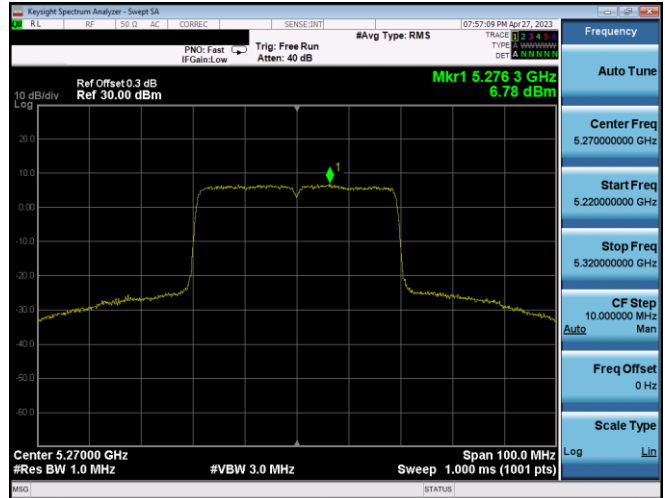 Keysight Spectrum Analyzer - Swept SA
RL RF 50 Ω AC CORREC SENSE:INT 07:57:09 PM Apr 27, 2023
#Avg Type: RMS
TRACE 1 2 3 4 5 6
PNO: Fast Trig: Free Run
TYPE A WWWWW
IFGain:Low Atten: 40 dB
DET A N N N N N
Mkr1 5.276 3 GHz
Ref Offset 0.3 dB
6.78 dBm
10 dB/div Ref 30.00 dBm
Log
20.0
10.0
1
0.00
-10.0
-20.0
-30.0
-40.0
-50.0
-60.0
Center 5.27000 GHz
Span 100.0 MHz
#Res BW 1.0 MHz #VBW 3.0 MHz Sweep 1.000 ms (1001 pts)
MSG STATUS
Frequency
Auto Tune
Center Freq
5.270000000 GHz
Start Freq
5.220000000 GHz
Stop Freq
5.320000000 GHz
CF Step
10.000000 MHz
Auto Man
Freq Offset
0 Hz
Scale Type
Log Lin